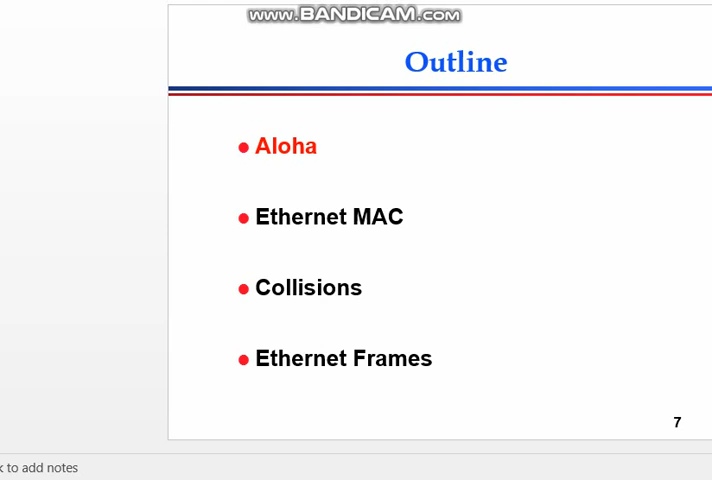 www.BANDICAM.com
Outline
Aloha
Ethernet MAC
Collisions
Ethernet Frames
7
to add notes